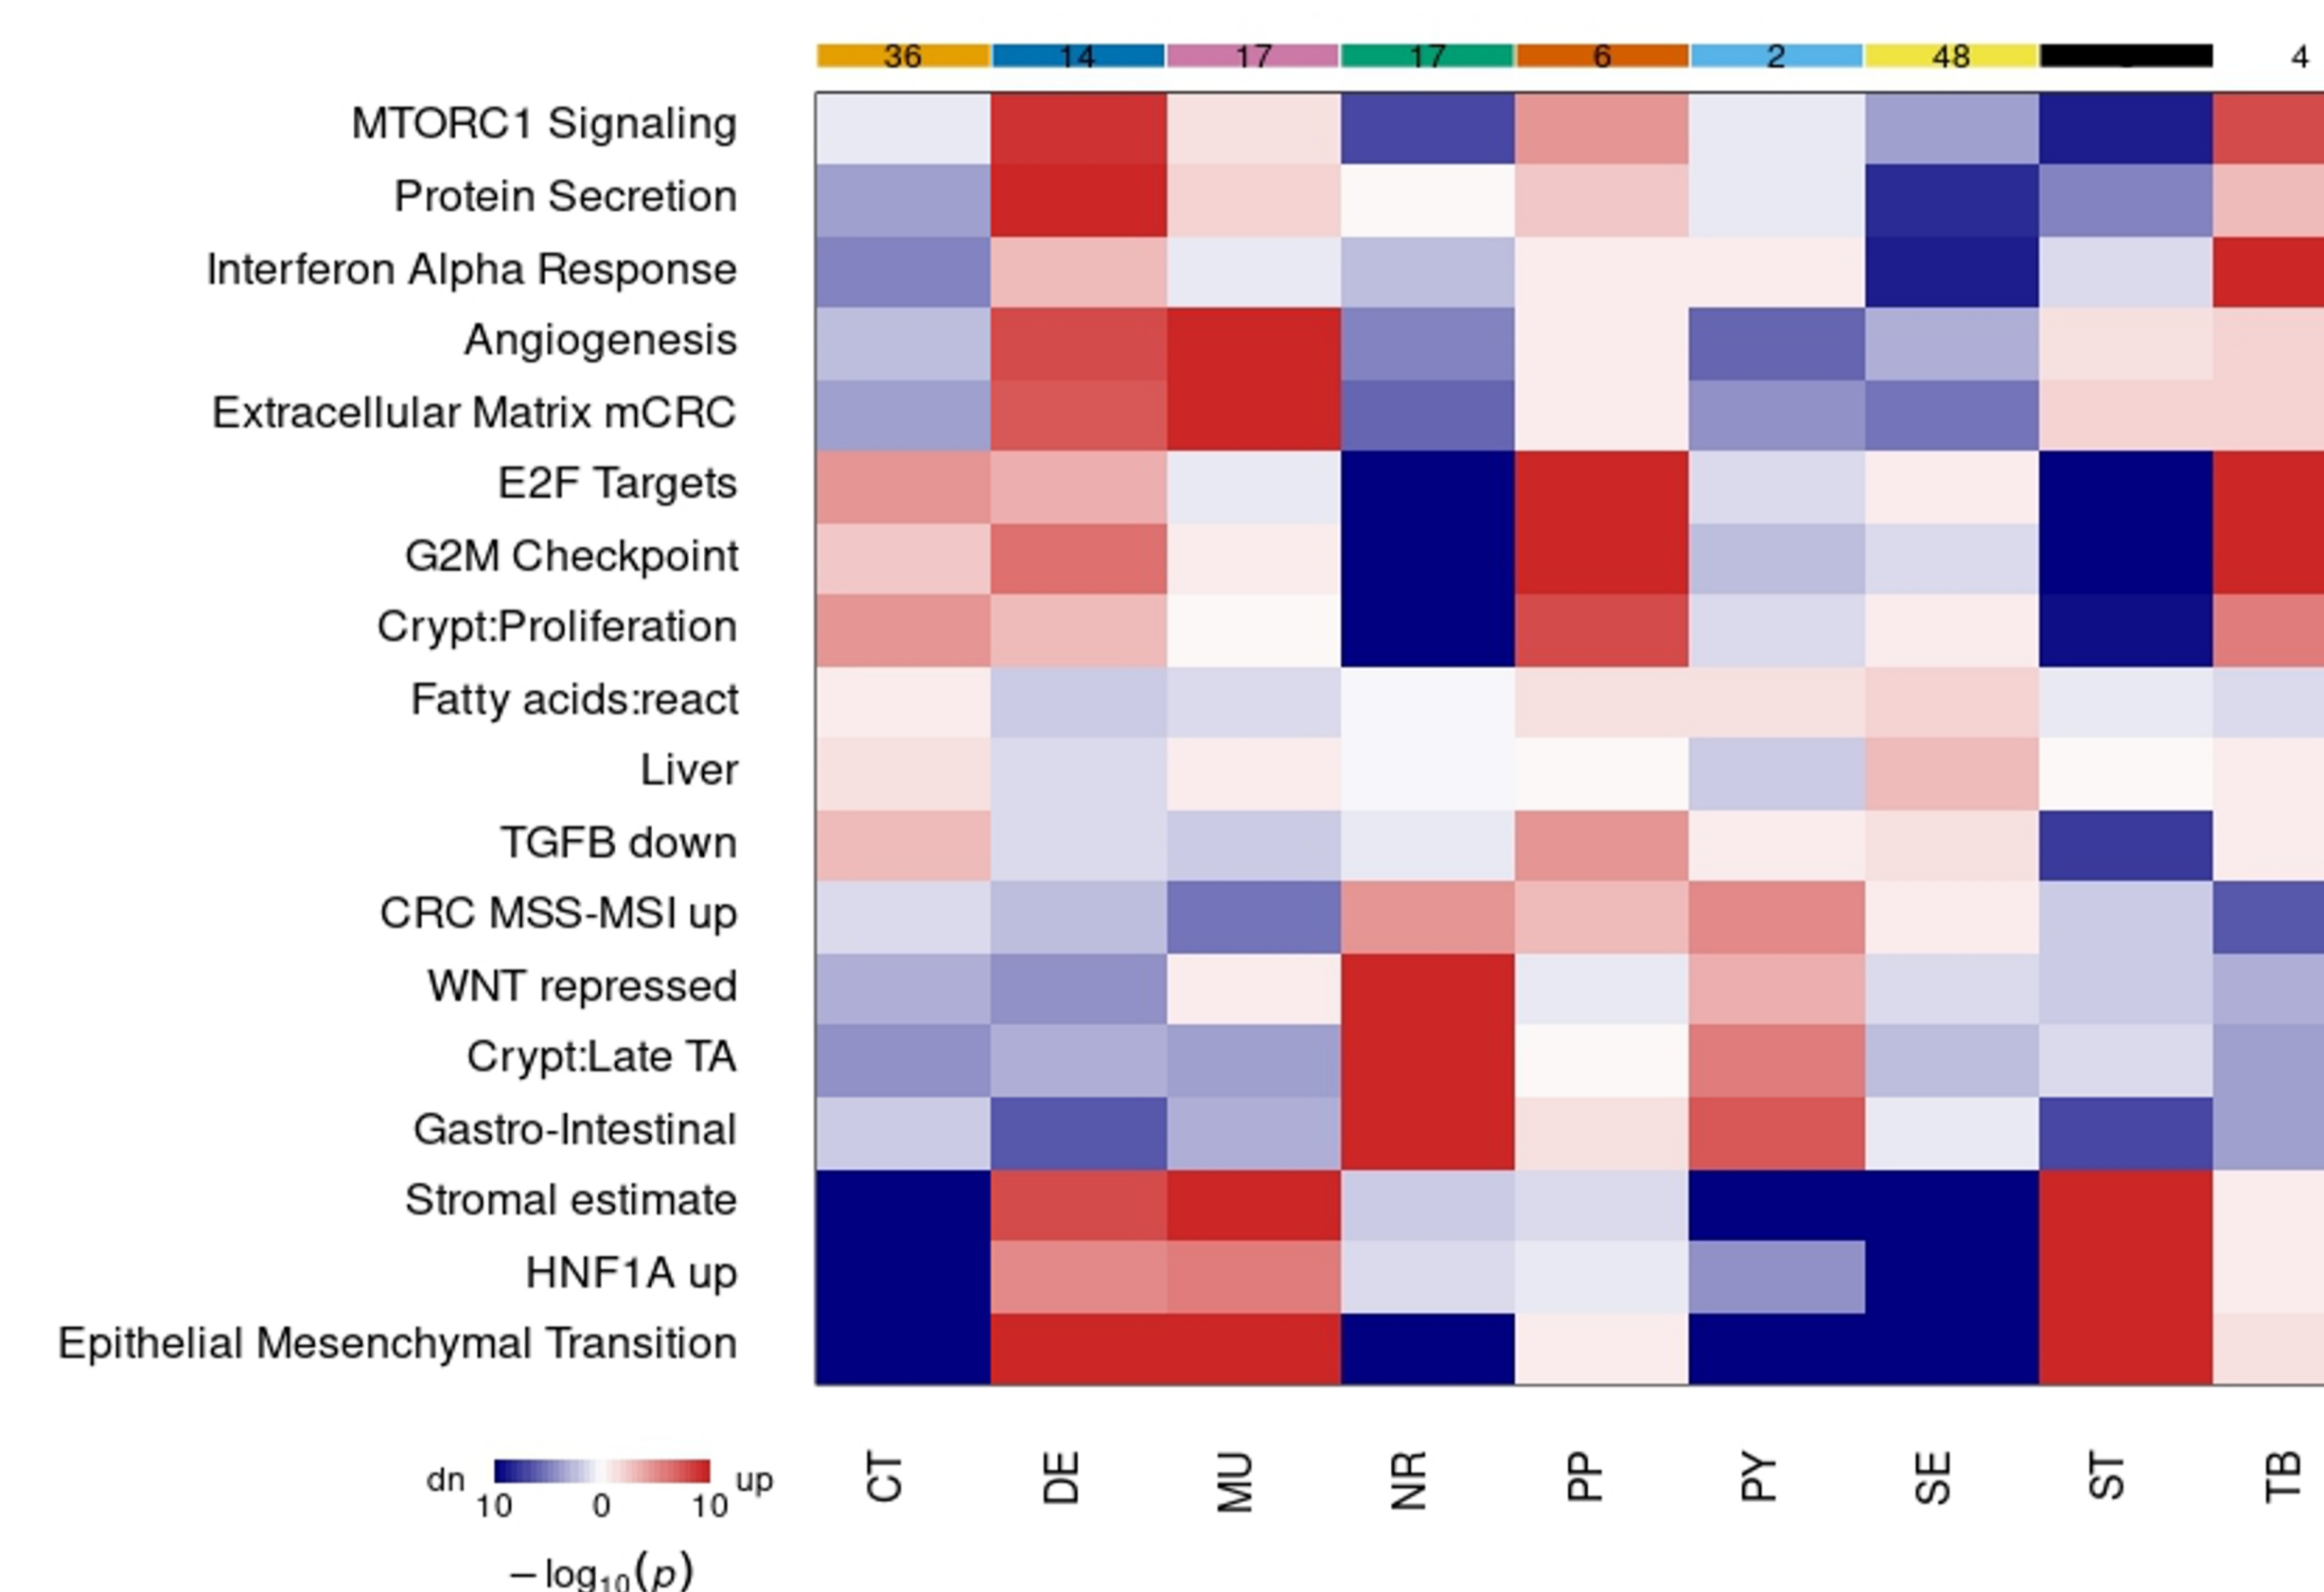 36 14 17 17 6 2 48 4
MTORC1 Signaling
Protein Secretion
Interferon Alpha Response
Angiogenesis
Extracellular Matrix mCRC
E2F Targets
G2M Checkpoint
Crypt:Proliferation
Fatty acids:react
Liver
TGFB down
CRC MSS-MSI up
WNT repressed
Crypt:Late TA
Gastro-Intestinal
Stromal estimate
HNF1A up
Epithelial Mesenchymal Transition
CT DE MU NR PP PY SE ST TB
dn up
10 0 10
−log₁₀(p)